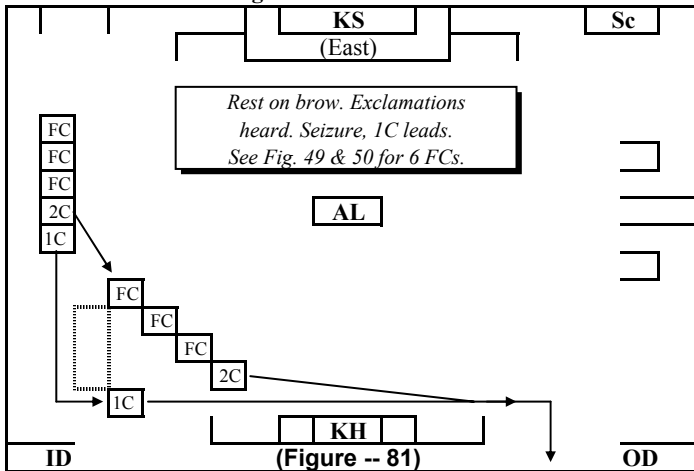 KS
Sc
(East)
Rest on brow. Exclamations
heard. Seizure, 1C leads.
See Fig. 49 & 50 for 6 FCs.
FC
FC
FC
2C
1C
AL
FC
FC
FC
2C
1C
KH
ID
(Figure -- 81)
OD